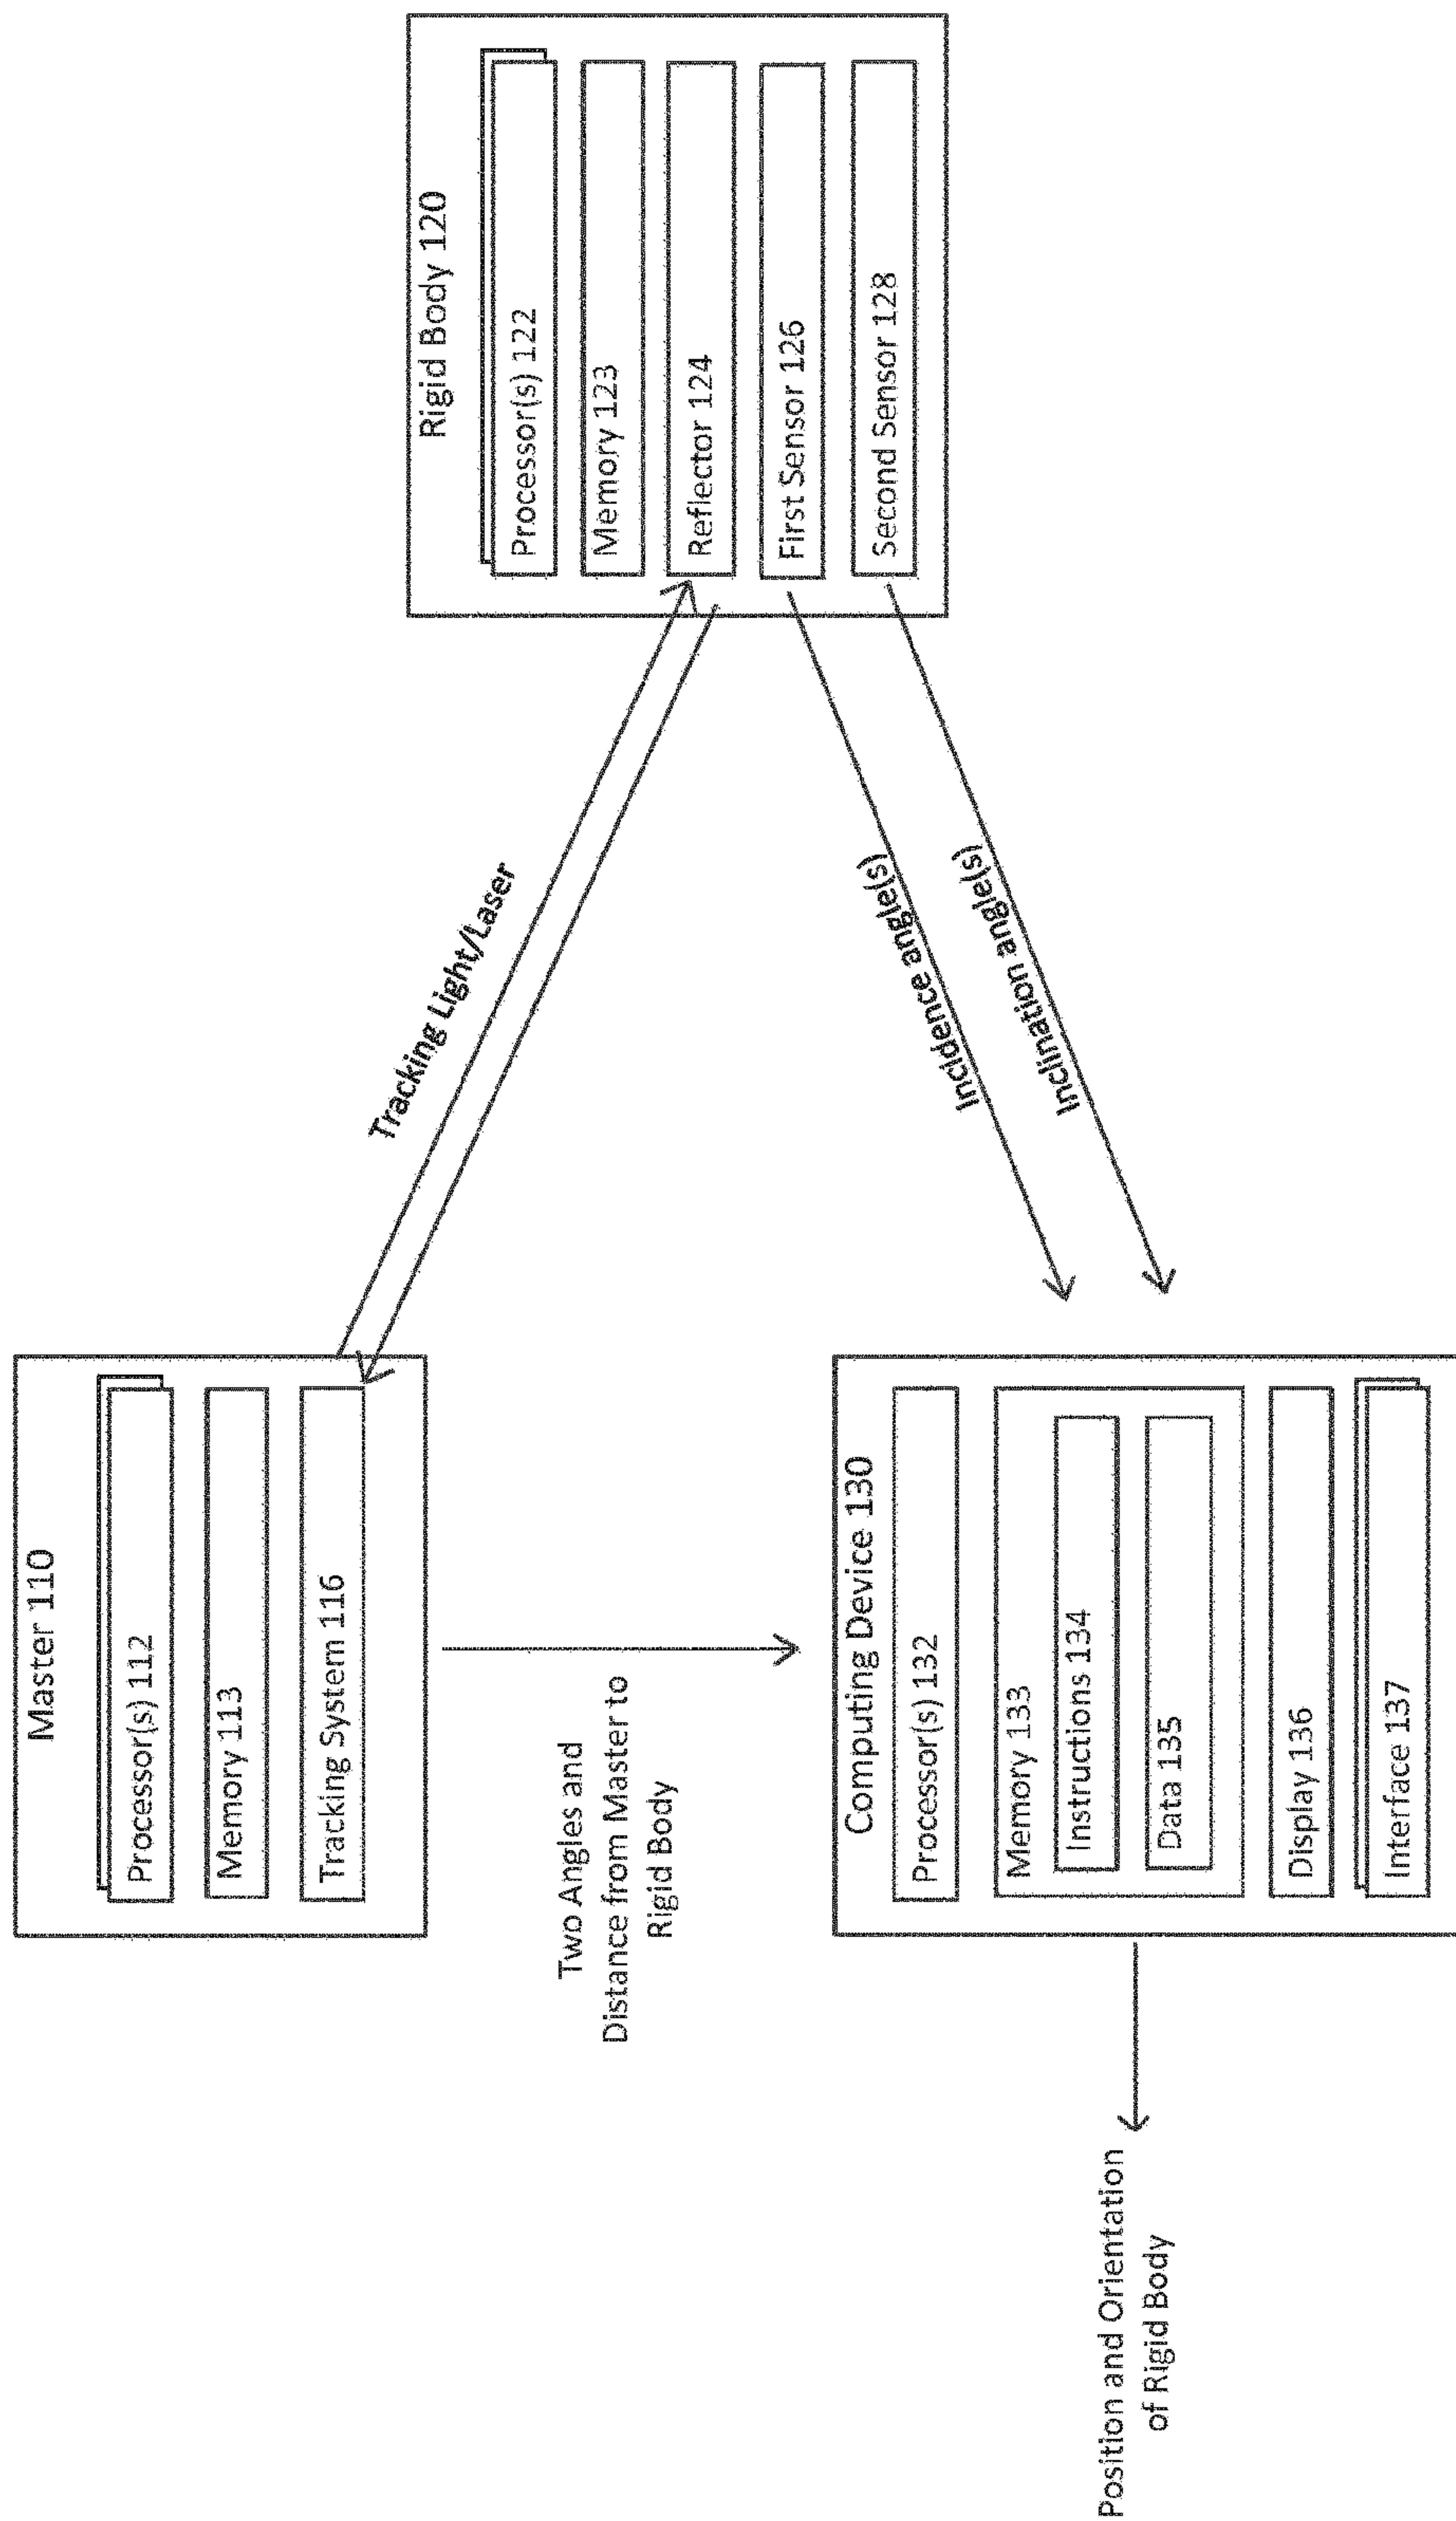 Master 110
Processor(s) 112
Memory 113
Tracking System 116
Tracking Light/Laser
Rigid Body 120
Processor(s) 122
Memory 123
Reflector 124
First Sensor 126
Second Sensor 128
Two Angles and
Distance from Master to
Rigid Body
Incidence angle(s)
Inclination angle(s)
Computing Device 130
Processor(s) 132
Memory 133
Instructions 134
Data 135
Display 136
Interface 137
Position and Orientation
of Rigid Body